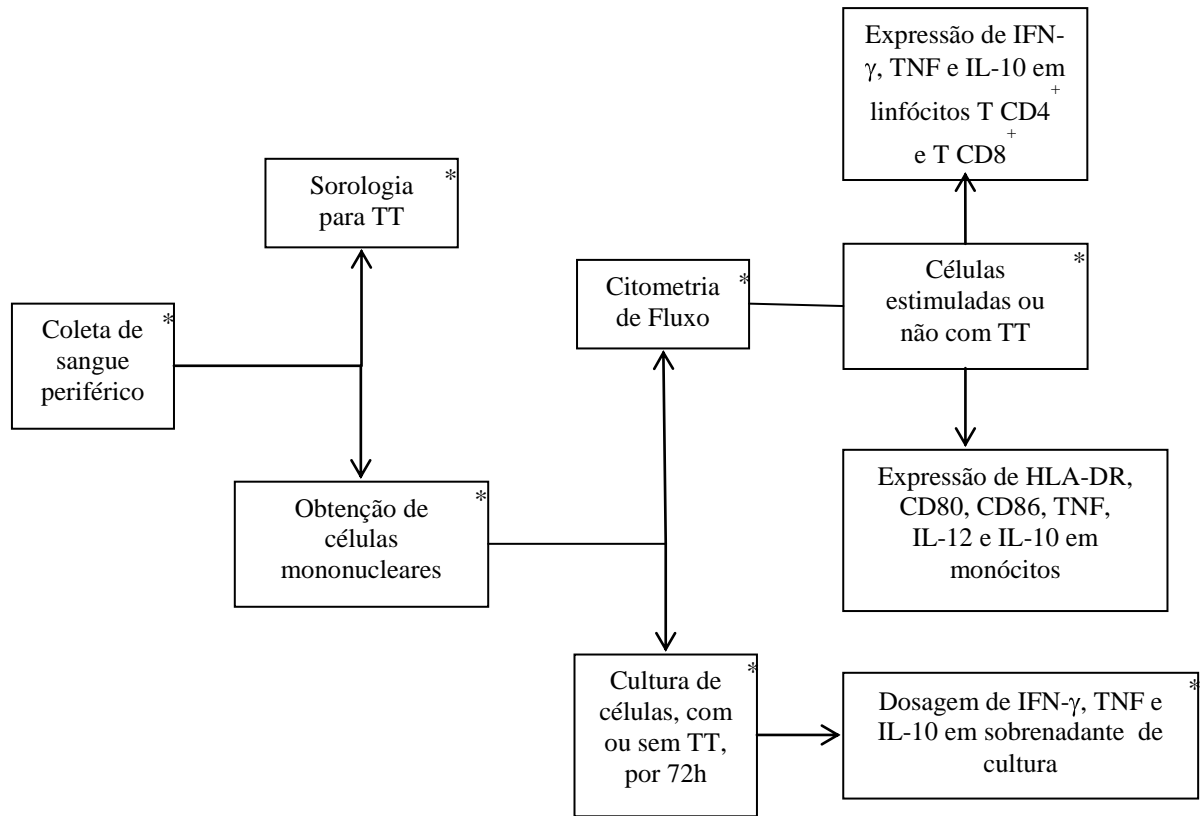 Coleta de *
sangue
periférico
Sorologia *
para TT
Obtenção de *
células
mononucleares
Citometria *
de Fluxo
Células *
estimuladas ou
não com TT
Expressão de IFN-
γ, TNF e IL-10 em
linfócitos T CD4+
e T CD8+
Expressão de HLA-DR,
CD80, CD86, TNF,
IL-12 e IL-10 em
monócitos
Cultura de *
células, com
ou sem TT,
por 72h
Dosagem de IFN-γ, TNF e *
IL-10 em sobrenadante de
cultura